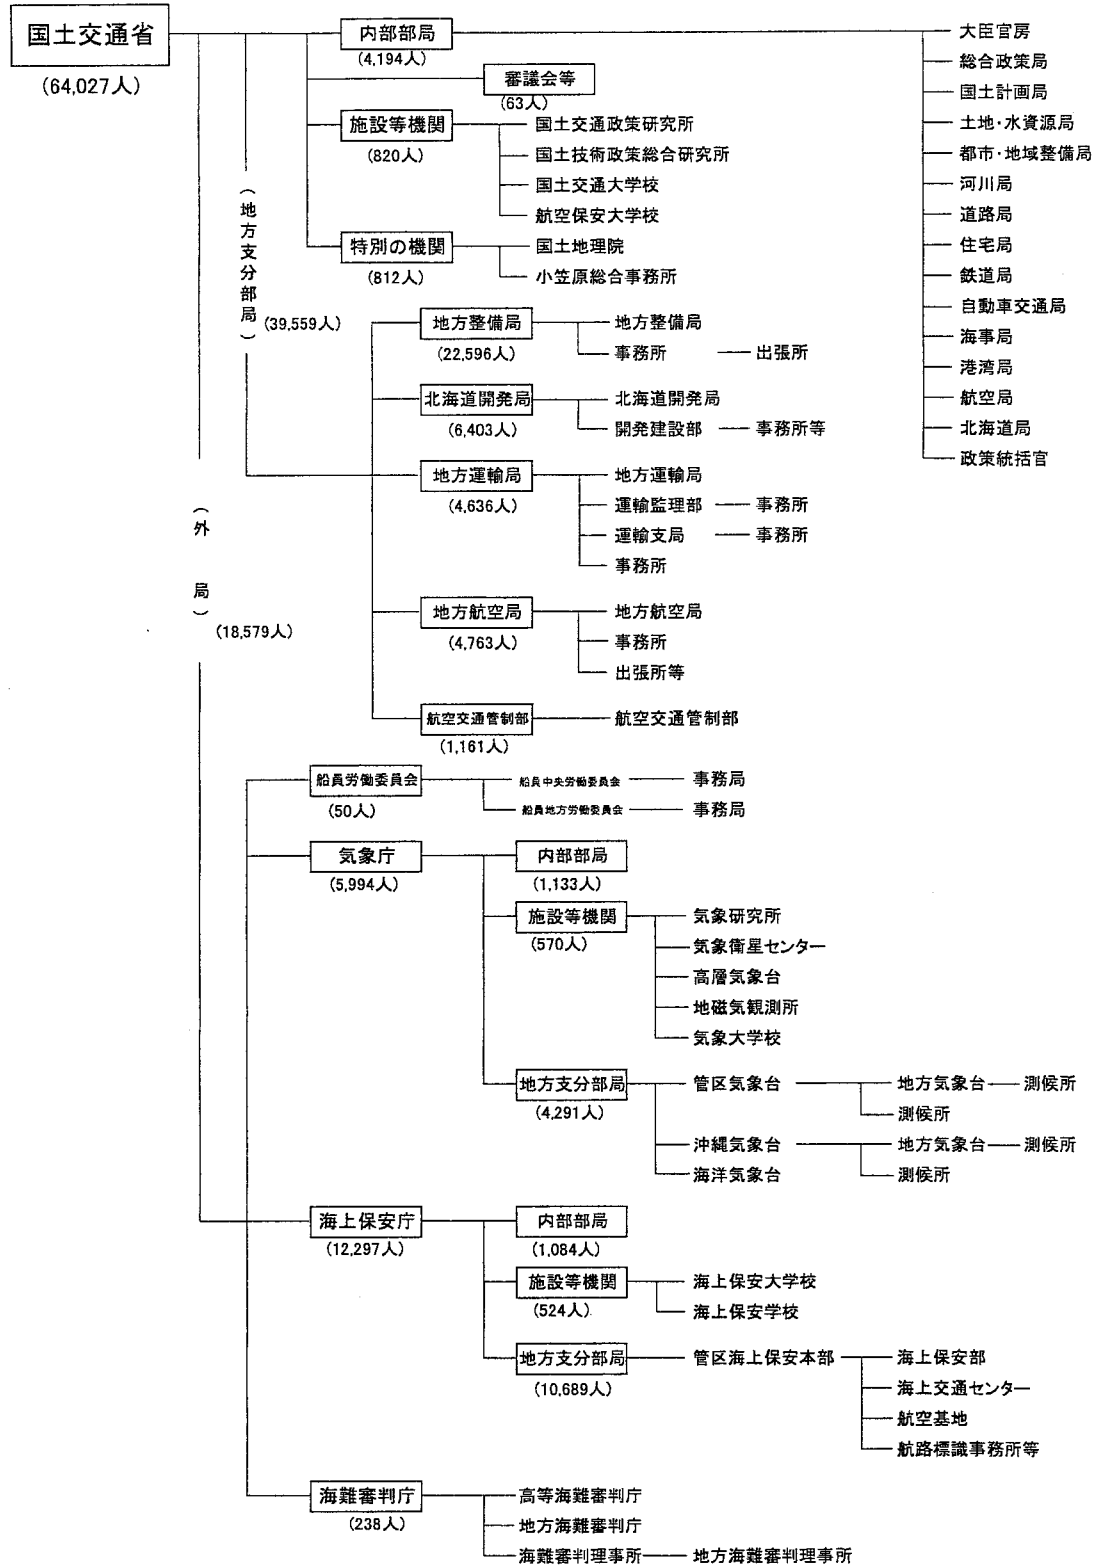 国土交通省
(64,027人)
内部部局
(4,194人)
大臣官房
総合政策局
国土計画局
土地・水資源局
都市・地域整備局
河川局
道路局
住宅局
鉄道局
自動車交通局
海事局
港湾局
航空局
北海道局
政策統括官
審議会等
(63人)
施設等機関
(820人)
国土交通政策研究所
国土技術政策総合研究所
国土交通大学校
航空保安大学校
特別の機関
(812人)
国土地理院
小笠原総合事務所
(地方支分部局)
(39,559人)
地方整備局
(22,596人)
地方整備局
事務所 出張所
北海道開発局
(6,403人)
北海道開発局
開発建設部 事務所等
地方運輸局
(4,636人)
地方運輸局
運輸監理部 事務所
運輸支局 事務所
事務所
地方航空局
(4,763人)
地方航空局
事務所
出張所等
航空交通管制部
(1,161人)
航空交通管制部
(外局)
(18,579人)
船員労働委員会
(50人)
船員中央労働委員会 事務局
船員地方労働委員会 事務局
気象庁
(5,994人)
内部部局
(1,133人)
施設等機関
(570人)
気象研究所
気象衛星センター
高層気象台
地磁気観測所
気象大学校
地方支分部局
(4,291人)
管区気象台 地方気象台 測候所
測候所
沖縄気象台 地方気象台 測候所
海洋気象台 測候所
海上保安庁
(12,297人)
内部部局
(1,084人)
施設等機関
(524人)
海上保安大学校
海上保安学校
地方支分部局
(10,689人)
管区海上保安本部 海上保安部
海上交通センター
航空基地
航路標識事務所等
海難審判庁
(238人)
高等海難審判庁
地方海難審判庁
海難審判理事所 地方海難審判理事所